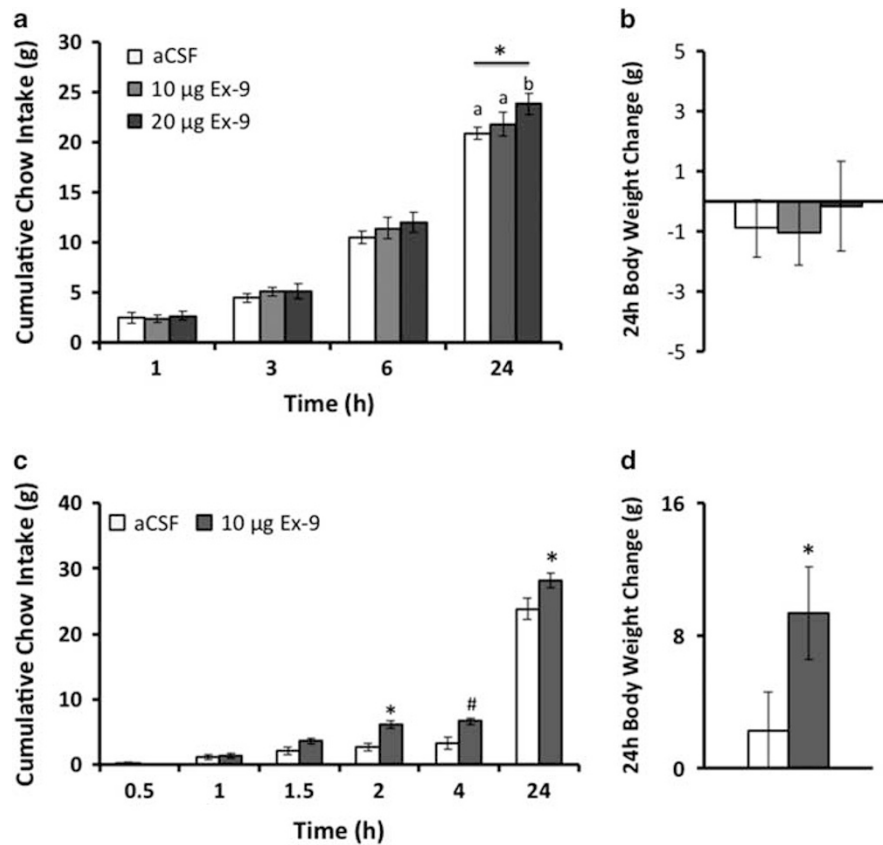 a
Cumulative Chow Intake (g)
30
25
20
15
10
5
0
aCSF
10 µg Ex-9
20 µg Ex-9
*
a a b
1 3 6 24
Time (h)
b
24h Body Weight Change (g)
5
3
1
-1
-3
-5
c
Cumulative Chow Intake (g)
40
30
20
10
0
aCSF 10 µg Ex-9
* # *
0.5 1 1.5 2 4 24
Time (h)
d
24h Body Weight Change (g)
16
8
0
*